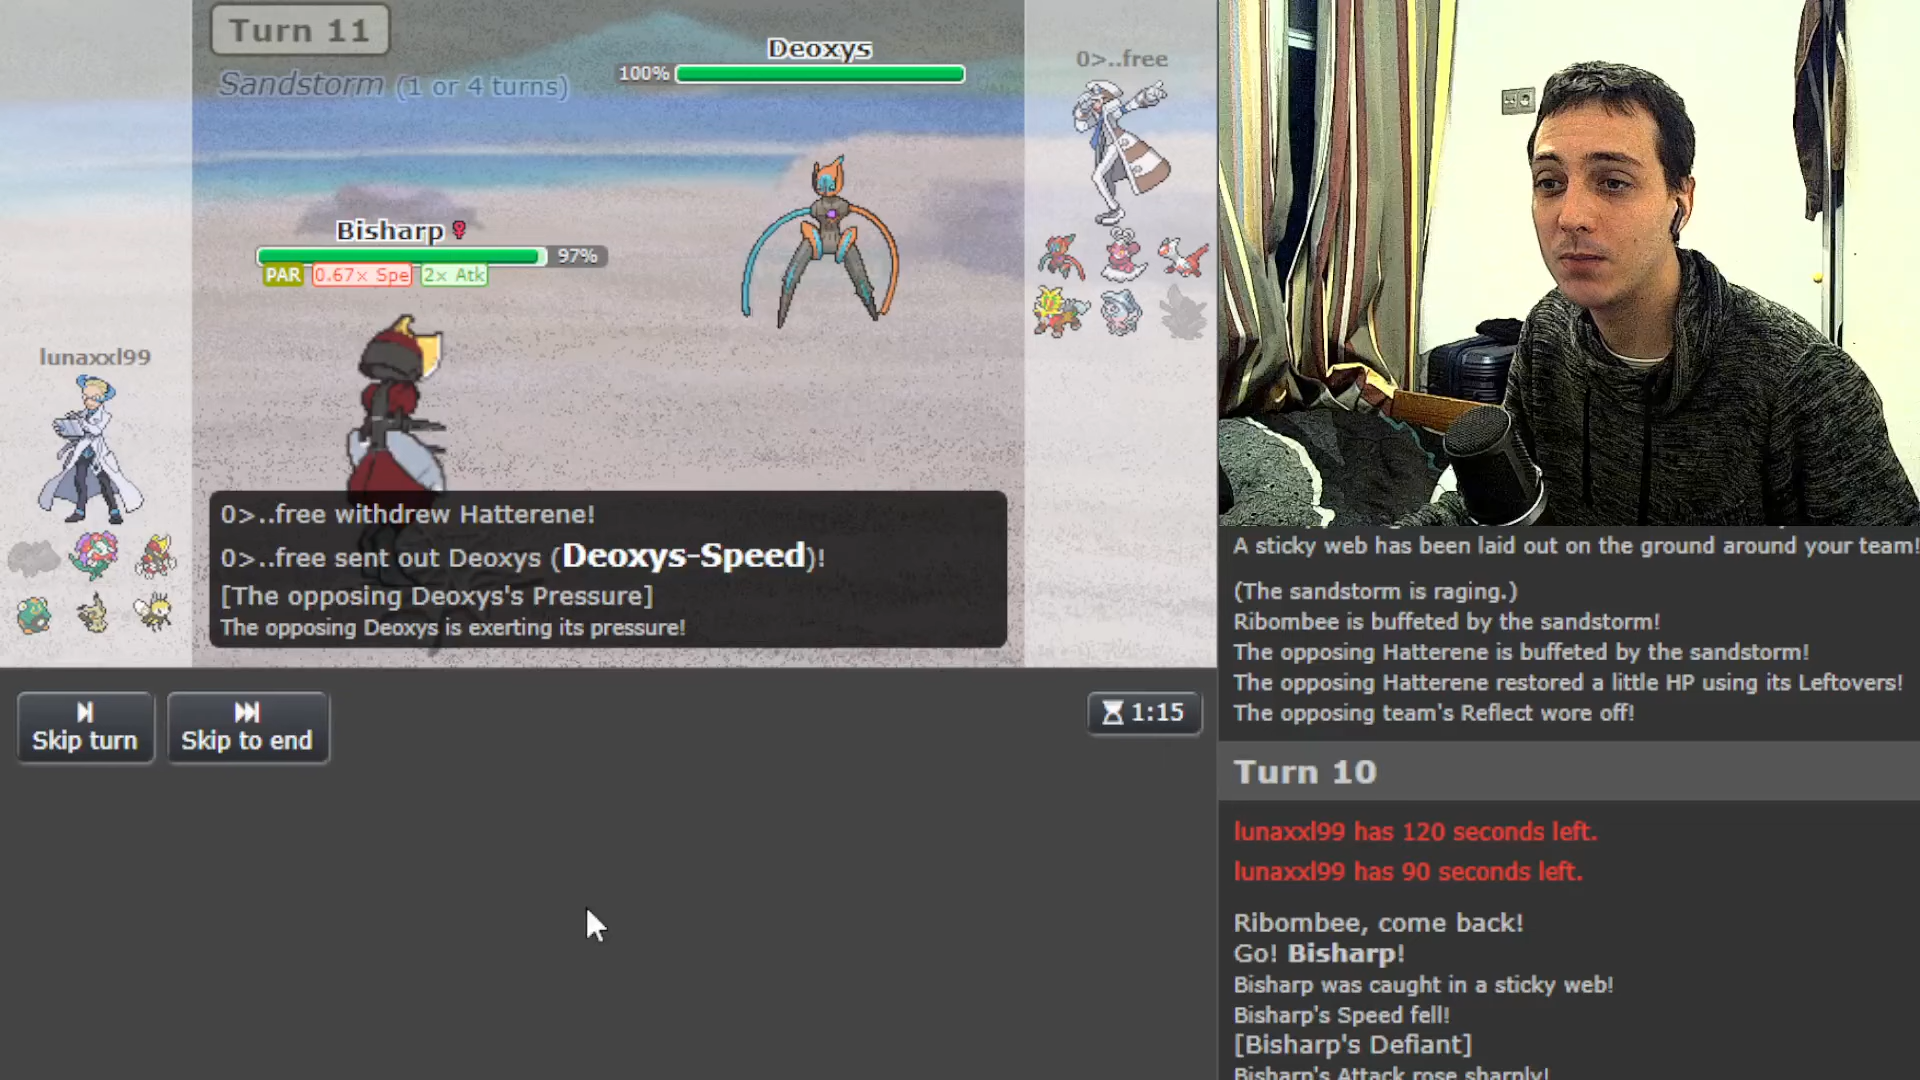 Turn 11
Sandstorm (1 or 4 turns)
Deoxys
100%
0>..free
Bisharp
97%
PAR 0.67× Spe 2× Atk
lunaxxl99
0>..free withdrew Hatterene!
0>..free sent out Deoxys (Deoxys-Speed)!
[The opposing Deoxys's Pressure]
The opposing Deoxys is exerting its pressure!
Skip turn
Skip to end
1:15
A sticky web has been laid out on the ground around your team!
(The sandstorm is raging.)
Ribombee is buffeted by the sandstorm!
The opposing Hatterene is buffeted by the sandstorm!
The opposing Hatterene restored a little HP using its Leftovers!
The opposing team's Reflect wore off!
Turn 10
lunaxxl99 has 120 seconds left.
lunaxxl99 has 90 seconds left.
Ribombee, come back!
Go! Bisharp!
Bisharp was caught in a sticky web!
Bisharp's Speed fell!
[Bisharp's Defiant]
Bisharp's Attack rose sharply!